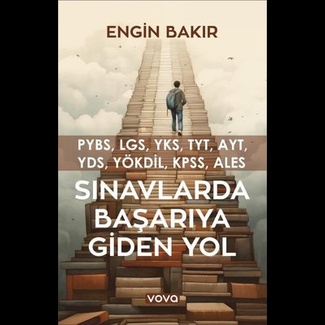 ENGİN BAKIR
PYBS, LGS, YKS, TYT, AYT,
YDS, YÖKDİL, KPSS, ALES
SINAVLARDA
BAŞARIYA
GİDEN YOL
vova